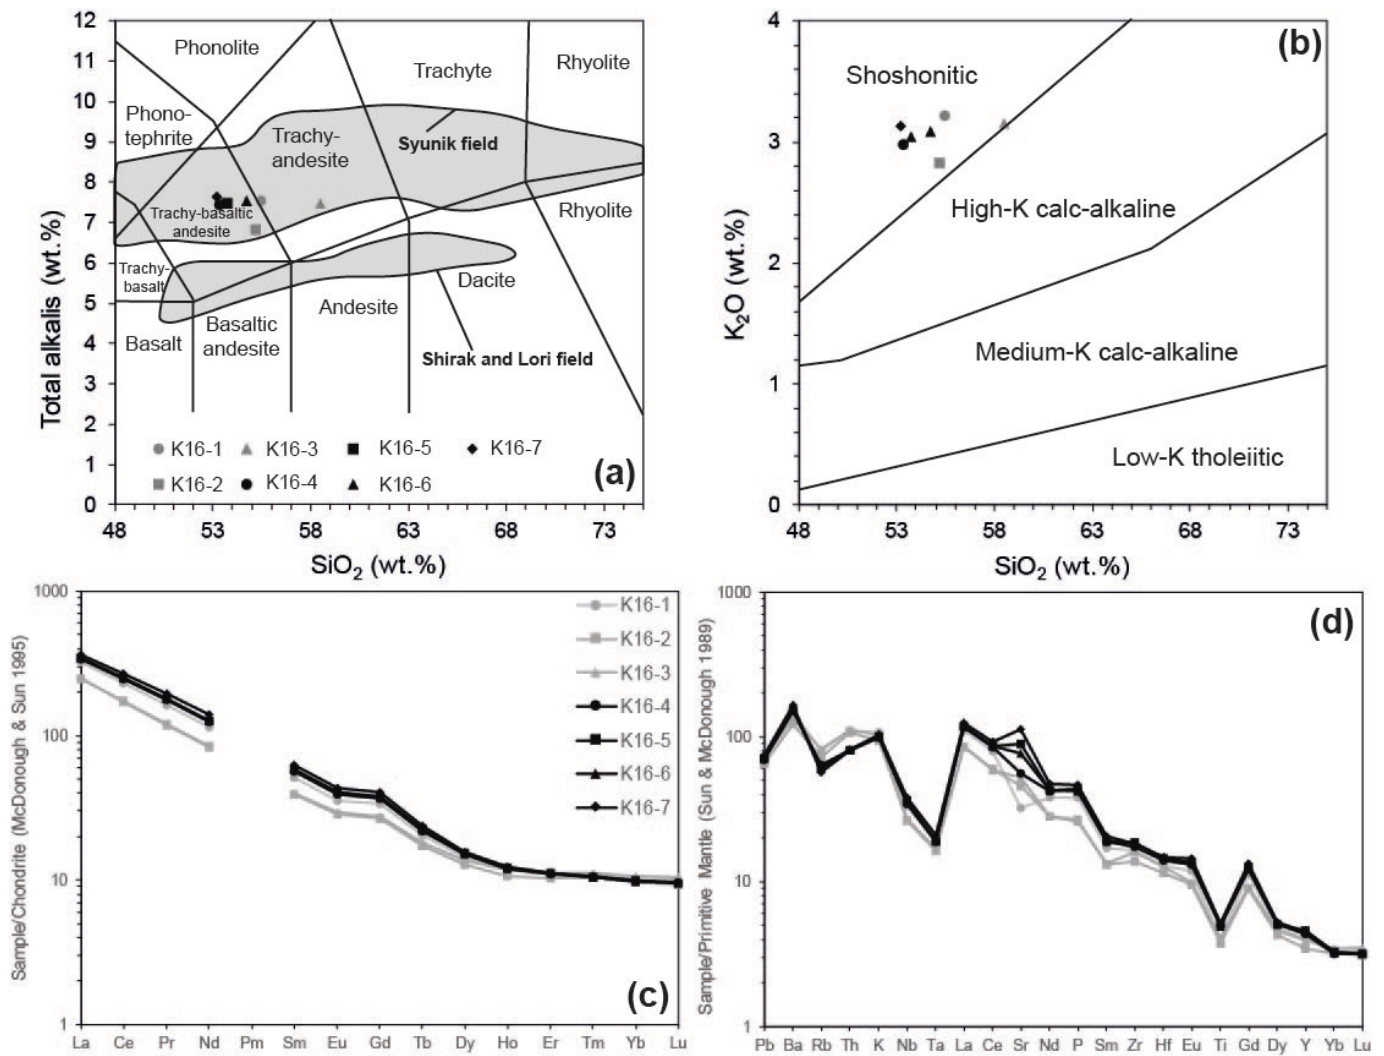 (a)
Total alkalis (wt.%)
12
11
10
9
8
7
6
5
4
3
2
1
0
Phonolite
Trachyte
Rhyolite
Phono-
tephrite
Trachy-
andesite
Syunik field
Trachy-basaltic
andesite
Rhyolite
Trachy-
basalt
Dacite
Andesite
Basalt
Basaltic
andesite
Shirak and Lori field
K16-1
K16-3
K16-5
K16-7
K16-2
K16-4
K16-6
48
53
58
63
68
73
SiO2 (wt.%)
(b)
K2O (wt.%)
4
3
2
1
0
Shoshonitic
High-K calc-alkaline
Medium-K calc-alkaline
Low-K tholeiitic
48
53
58
63
68
73
SiO2 (wt.%)
Sample/Chondrite (McDonough & Sun 1995)
1000
100
10
1
K16-1
K16-2
K16-3
K16-4
K16-5
K16-6
K16-7
(c)
La Ce Pr Nd Pm Sm Eu Gd Tb Dy Ho Er Tm Yb Lu
Sample/Primitive Mantle (Sun & McDonough 1989)
1000
100
10
1
(d)
Pb Ba Rb Th K Nb Ta La Ce Sr Nd P Sm Zr Hf Eu Ti Gd Dy Y Yb Lu